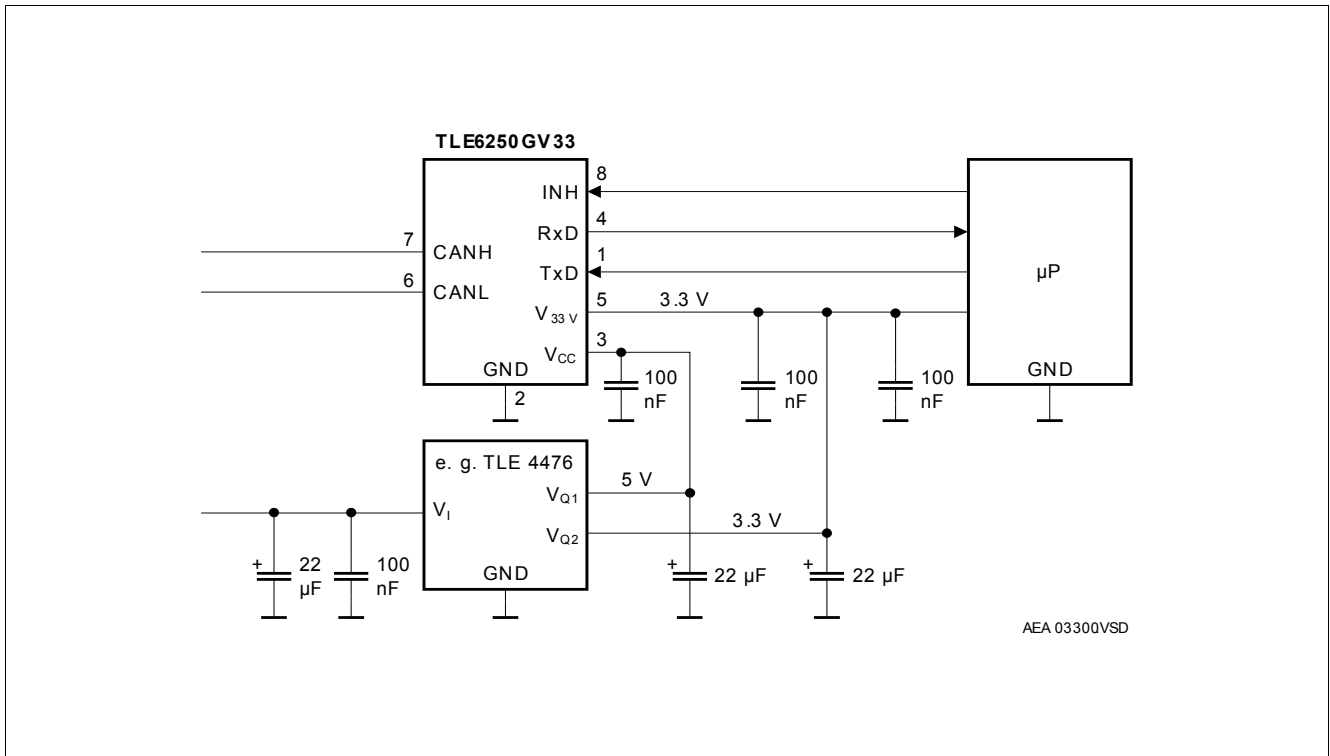 TLE6250GV33
8
INH
4
RxD
7
CANH
1
TxD
µP
6
CANL
5
3.3 V
V33 V
3
VCC
GND
2
100
nF
100
nF
100
nF
GND
e. g. TLE 4476
5 V
VQ1
VI
3.3 V
VQ2
GND
+
22
µF
100
nF
+
22 µF
+
22 µF
AEA 03300.VSD